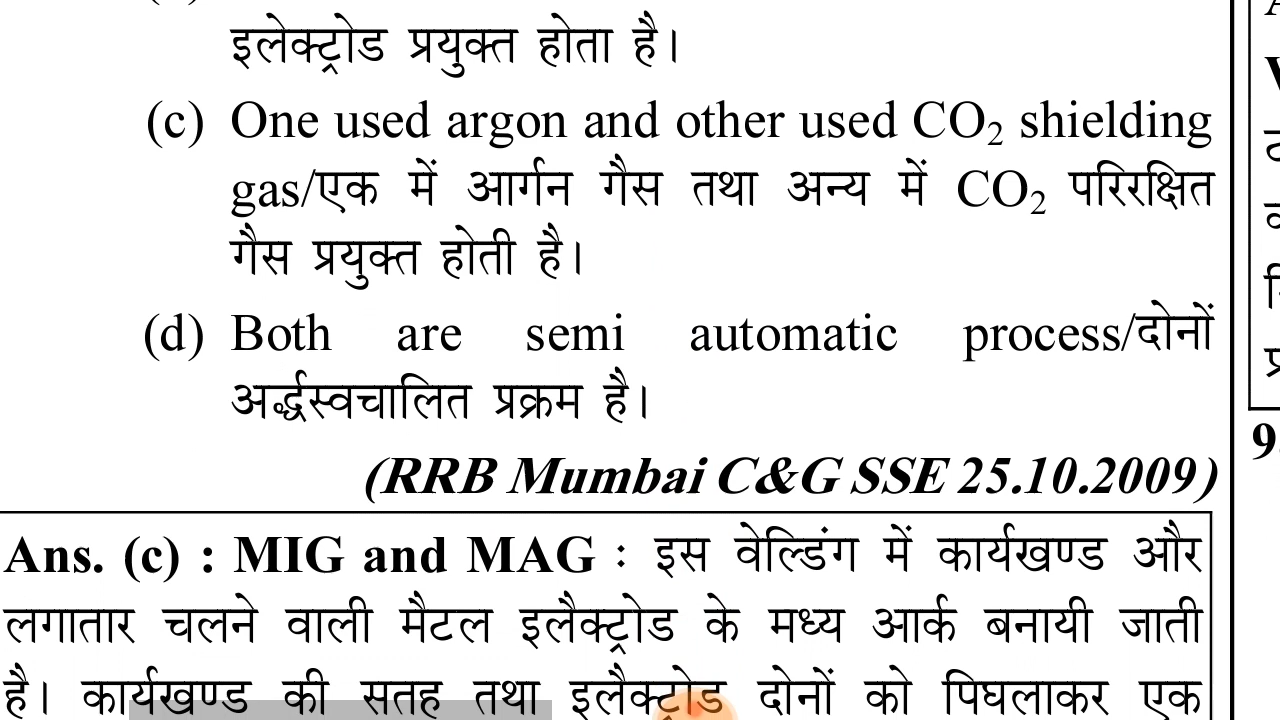 इलेक्ट्रोड प्रयुक्त होता है।
(c) One used argon and other used CO₂ shielding
gas/एक में आर्गन गैस तथा अन्य में CO₂ परिरक्षित
गैस प्रयुक्त होती है।
(d) Both are semi automatic process/दोनों
अर्द्धस्वचालित प्रक्रम है।
(RRB Mumbai C&G SSE 25.10.2009)
Ans. (c) : MIG and MAG : इस वेल्डिंग में कार्यखण्ड और
लगातार चलने वाली मैटल इलैक्ट्रोड के मध्य आर्क बनायी जाती
है। कार्यखण्ड की सतह तथा इलैक्ट्रोड दोनों को पिघलाकर एक
9.